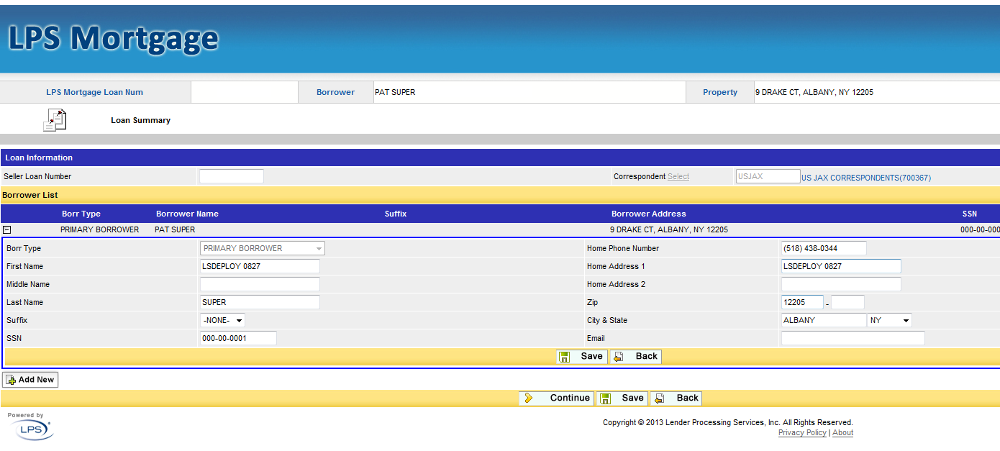 LPS Mortgage
LPS Mortgage Loan Num Borrower PAT SUPER Property 9 DRAKE CT, ALBANY, NY 12205
Loan Summary
Loan Information
Seller Loan Number Correspondent Select USJAX US JAX CORRESPONDENTS(700367)
Borrower List
Borr Type Borrower Name Suffix Borrower Address SSN
PRIMARY BORROWER PAT SUPER 9 DRAKE CT, ALBANY, NY 12205 000-00-000
Borr Type PRIMARY BORROWER Home Phone Number (518) 438-0344
First Name LSDEPLOY 0827 Home Address 1 LSDEPLOY 0827
Middle Name Home Address 2
Last Name SUPER Zip 12205 -
Suffix -NONE- City & State ALBANY NY
SSN 000-00-0001 Email
Save Back
Add New
Continue Save Back
Powered by
LPS
Copyright © 2013 Lender Processing Services, Inc. All Rights Reserved.
Privacy Policy | About